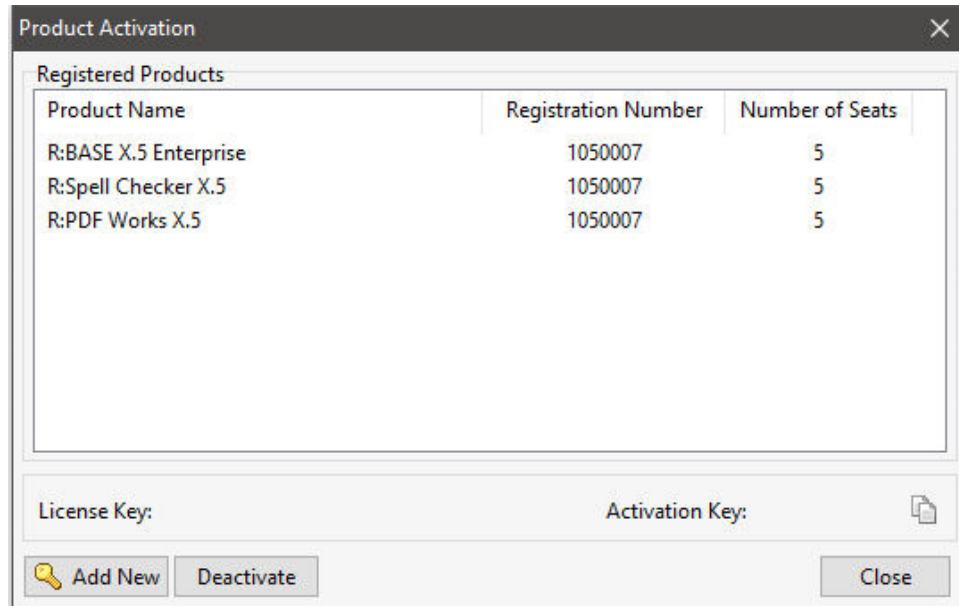 Product Activation
Registered Products
Product Name Registration Number Number of Seats
R:BASE X.5 Enterprise 1050007 5
R:Spell Checker X.5 1050007 5
R:PDF Works X.5 1050007 5
License Key: Activation Key:
Add New Deactivate Close